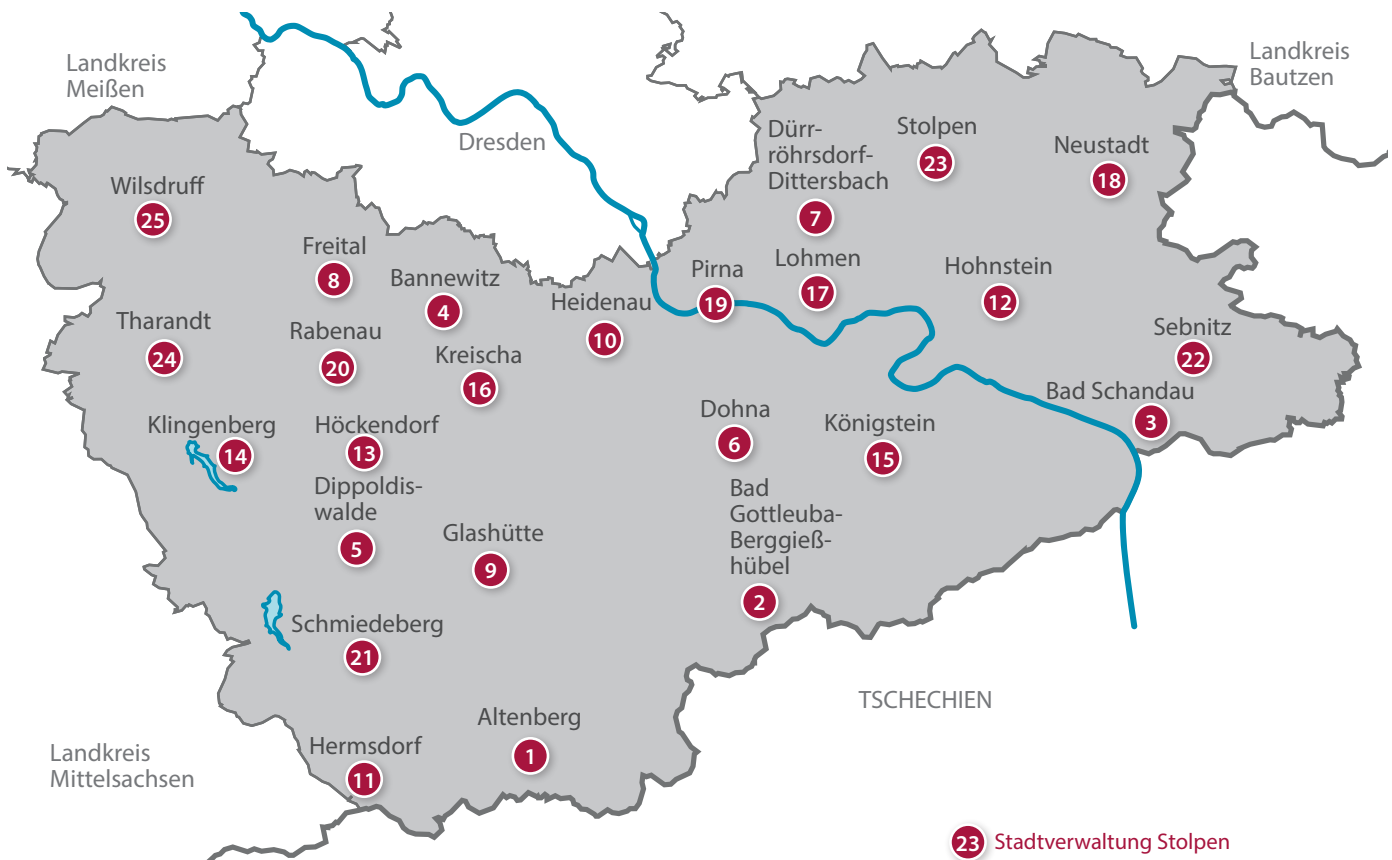 Landkreis
Meißen
Landkreis
Bautzen
Dresden
Dürr-
röhrsdorf-
Dittersbach
7
Stolpen
23
Neustadt
18
Wilsdruff
25
Freital
8
Bannewitz
4
Heidenau
10
Pirna
19
Lohmen
17
Hohnstein
12
Tharandt
24
Rabenau
20
Kreischa
16
Sebnitz
22
Bad Schandau
3
Klingenberg
14
Höckendorf
13
Dohna
6
Königstein
15
Dippoldis-
walde
5
Glashütte
9
Bad
Gottleuba-
Berggieß-
hübel
2
Schmiedeberg
21
TSCHECHIEN
Altenberg
1
Hermsdorf
11
Landkreis
Mittelsachsen
23 Stadtverwaltung Stolpen